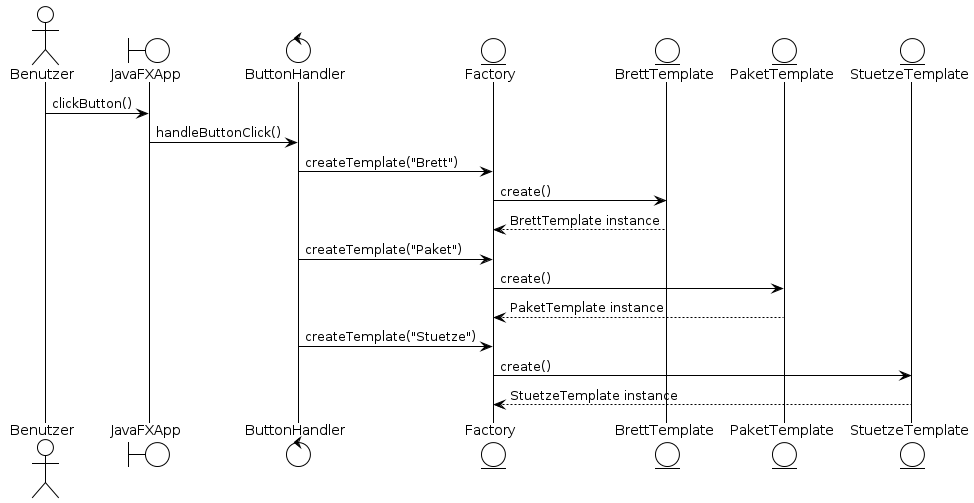 Benutzer JavaFXApp ButtonHandler Factory BrettTemplate PaketTemplate StuetzeTemplate
clickButton()
handleButtonClick()
createTemplate("Brett")
create()
BrettTemplate instance
createTemplate("Paket")
create()
PaketTemplate instance
createTemplate("Stuetze")
create()
StuetzeTemplate instance
Benutzer JavaFXApp ButtonHandler Factory BrettTemplate PaketTemplate StuetzeTemplate